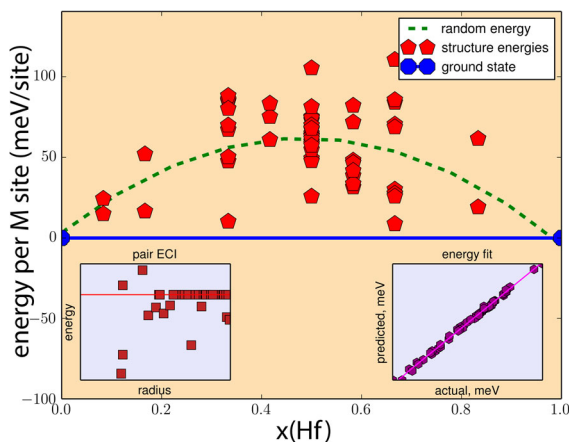 random energy
structure energies
ground state
energy per M site (meV/site)
100
50
0
−50
−100
pair ECI
energy
radius
energy fit
predicted, meV
actual, meV
0.0
0.2
0.4
0.6
0.8
1.0
x(Hf)